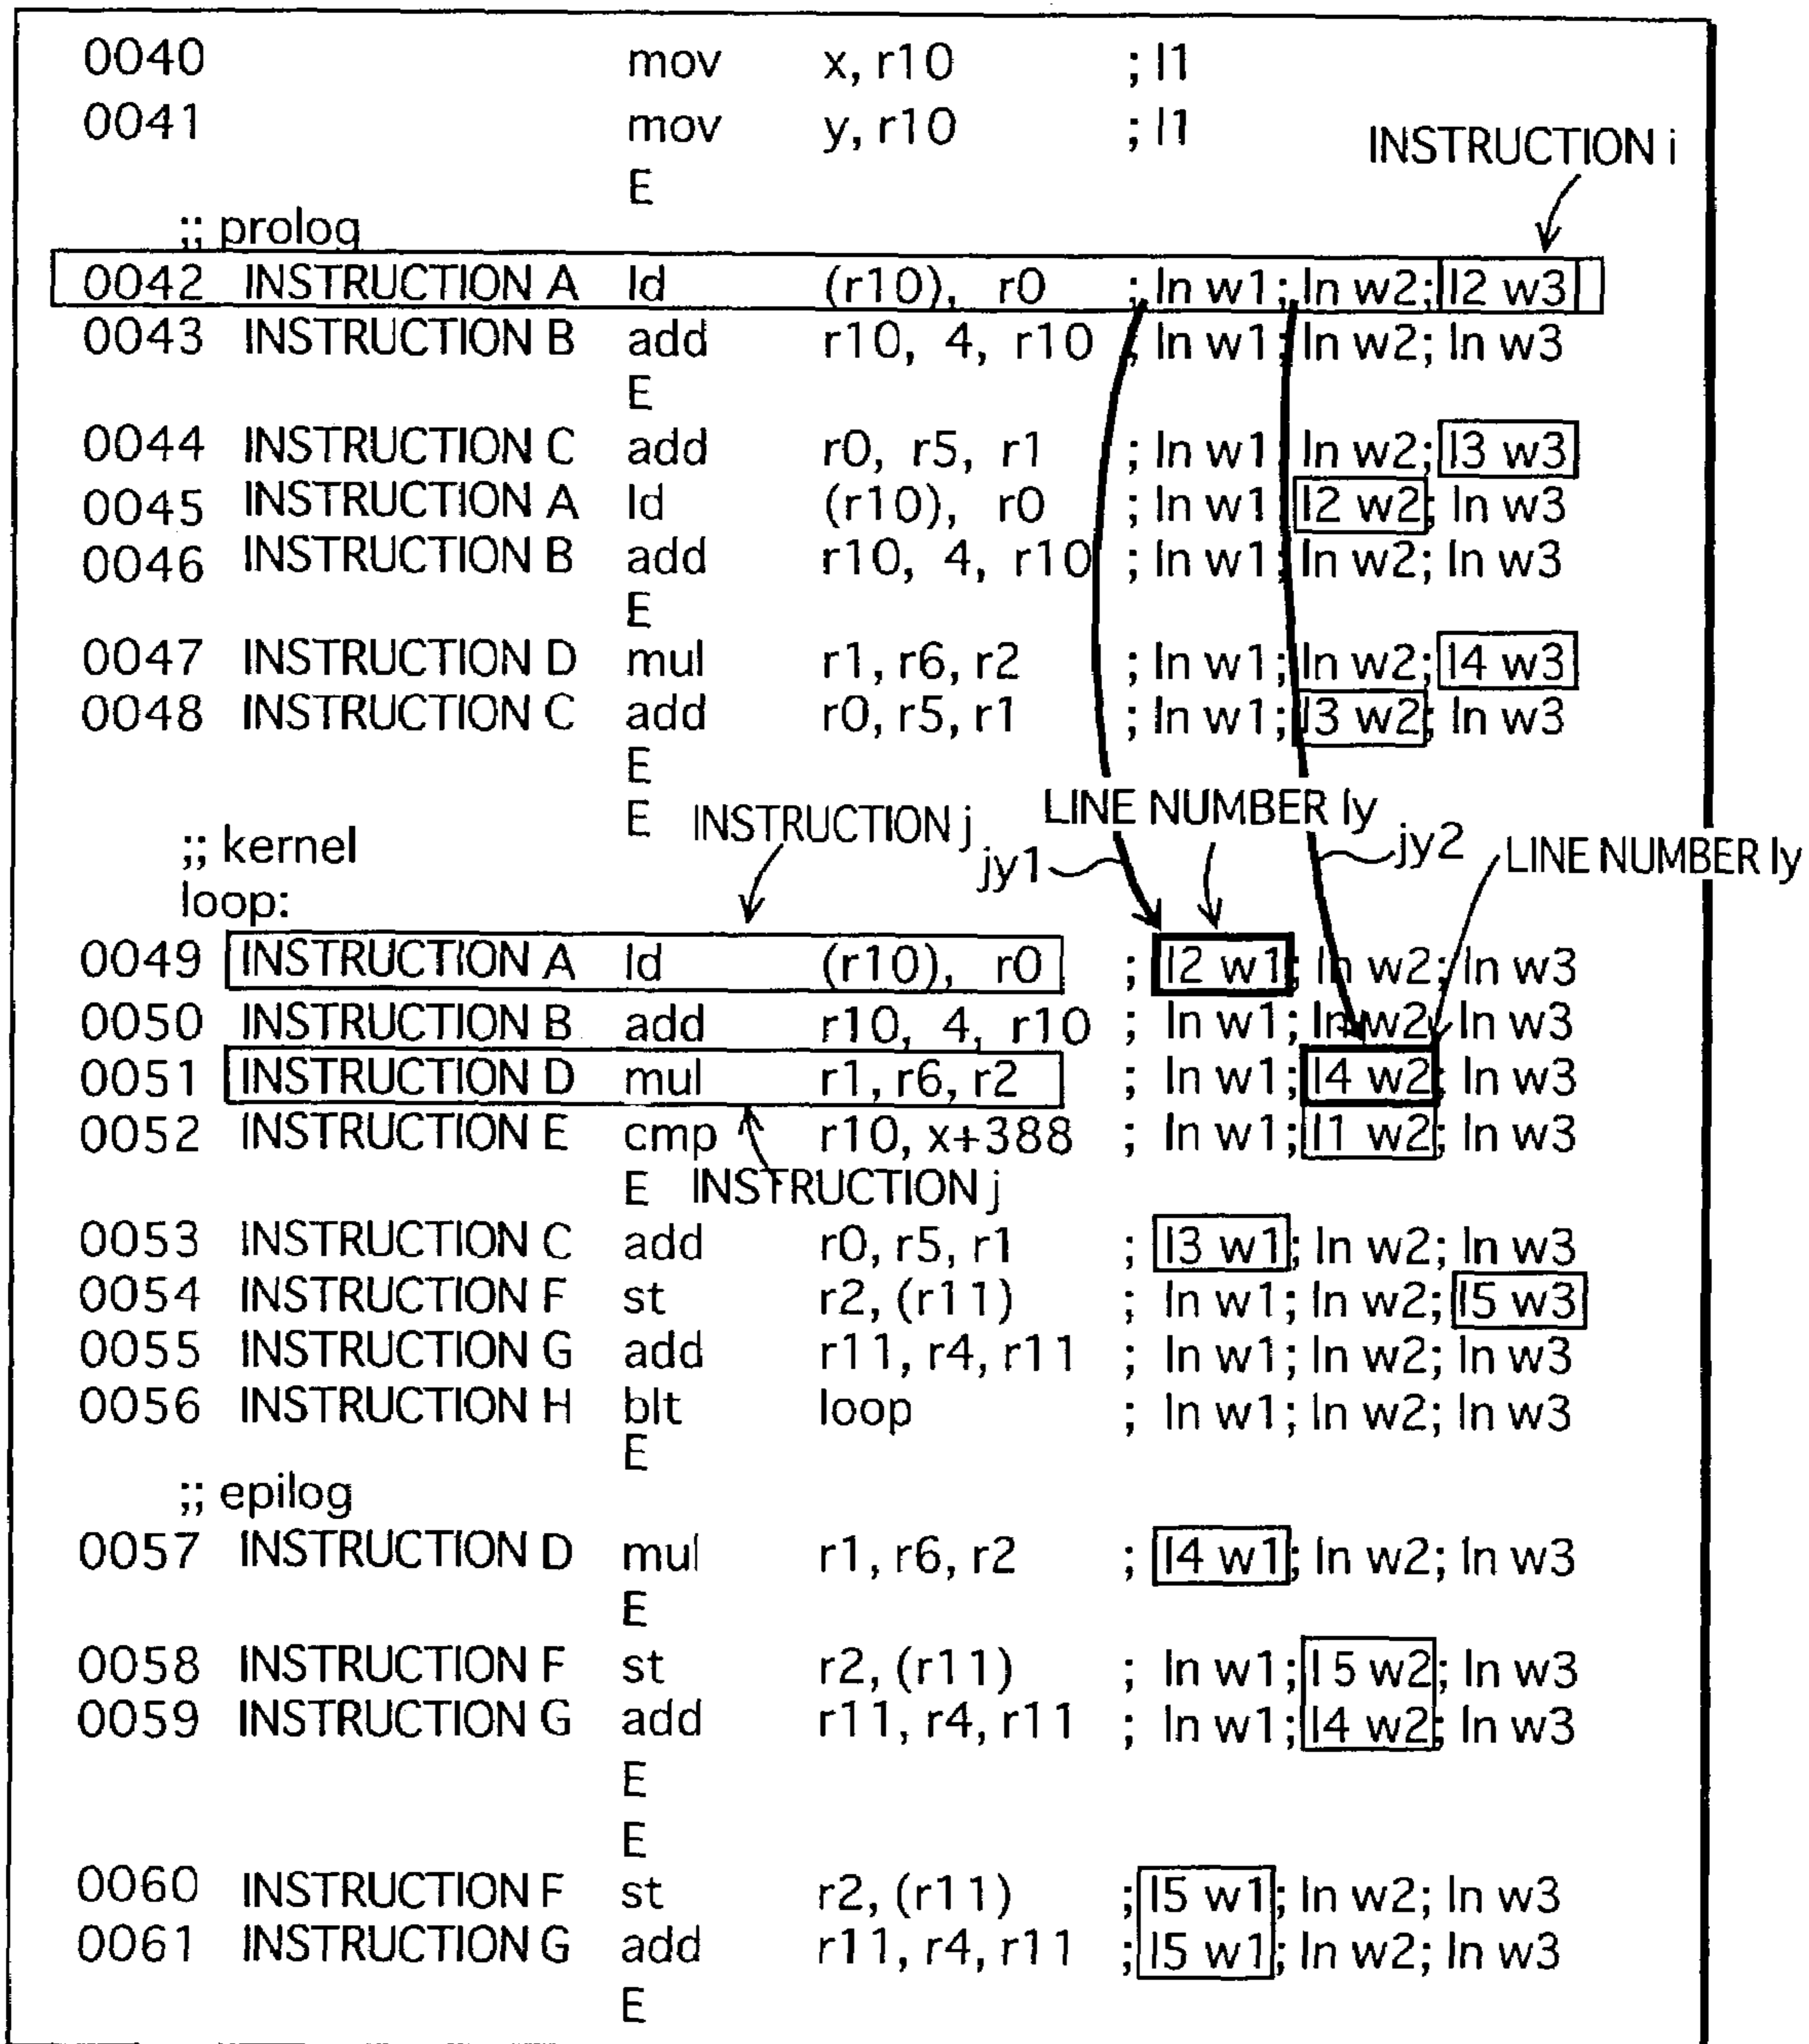 0040 mov x, r10 ; l1
0041 mov y, r10 ; l1
INSTRUCTION i
E
;; prolog
0042 INSTRUCTION A ld (r10), r0 ; ln w1; ln w2; l2 w3
0043 INSTRUCTION B add r10, 4, r10 ; ln w1; ln w2; ln w3
E
0044 INSTRUCTION C add r0, r5, r1 ; ln w1 ln w2; l3 w3
0045 INSTRUCTION A ld (r10), r0 ; ln w1 l2 w2; ln w3
0046 INSTRUCTION B add r10, 4, r10 ; ln w1; ln w2; ln w3
E
0047 INSTRUCTION D mul r1, r6, r2 ; ln w1; ln w2; l4 w3
0048 INSTRUCTION C add r0, r5, r1 ; ln w1; l3 w2; ln w3
E
E INSTRUCTION j LINE NUMBER ly
;; kernel jy1 jy2 LINE NUMBER ly
loop:
0049 INSTRUCTION A ld (r10), r0 ; l2 w1; ln w2; ln w3
0050 INSTRUCTION B add r10, 4, r10 ; ln w1; ln w2; ln w3
0051 INSTRUCTION D mul r1, r6, r2 ; ln w1; l4 w2; ln w3
0052 INSTRUCTION E cmp r10, x+388 ; ln w1; l1 w2; ln w3
E INSTRUCTION j
0053 INSTRUCTION C add r0, r5, r1 ; l3 w1; ln w2; ln w3
0054 INSTRUCTION F st r2, (r11) ; ln w1; ln w2; l5 w3
0055 INSTRUCTION G add r11, r4, r11 ; ln w1; ln w2; ln w3
0056 INSTRUCTION H blt loop ; ln w1; ln w2; ln w3
E
;; epilog
0057 INSTRUCTION D mul r1, r6, r2 ; l4 w1; ln w2; ln w3
E
0058 INSTRUCTION F st r2, (r11) ; ln w1; l5 w2; ln w3
0059 INSTRUCTION G add r11, r4, r11 ; ln w1; l4 w2; ln w3
E
E
0060 INSTRUCTION F st r2, (r11) ; l5 w1; ln w2; ln w3
0061 INSTRUCTION G add r11, r4, r11 ; l5 w1; ln w2; ln w3
E